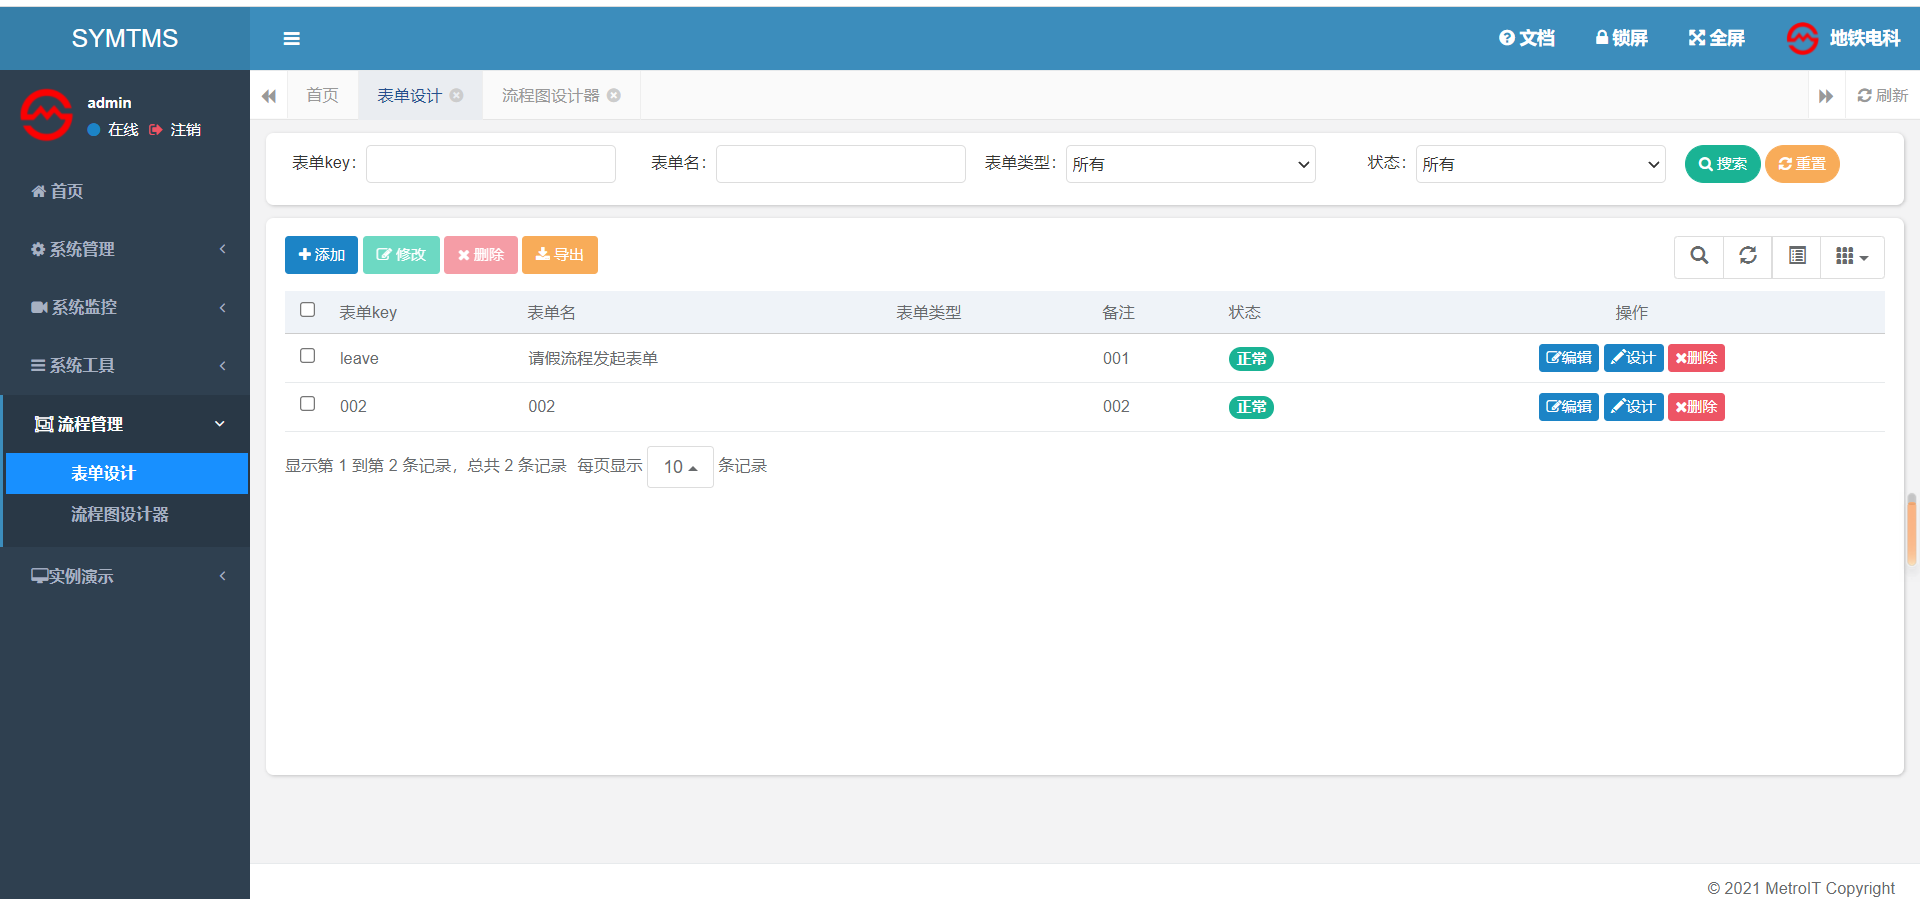 SYMTMS
文档 锁屏 全屏 地铁电科
admin
在线 注销
首页 表单设计 流程图设计器 刷新
首页
系统管理
系统监控
系统工具
流程管理
表单设计
流程图设计器
实例演示
表单key： 表单名： 表单类型： 所有 状态： 所有 搜索 重置
添加 修改 删除 导出
表单key 表单名 表单类型 备注 状态 操作
leave 请假流程发起表单 001 正常 编辑 设计 删除
002 002 002 正常 编辑 设计 删除
显示第 1 到第 2 条记录，总共 2 条记录 每页显示 10 条记录
© 2021 MetroIT Copyright